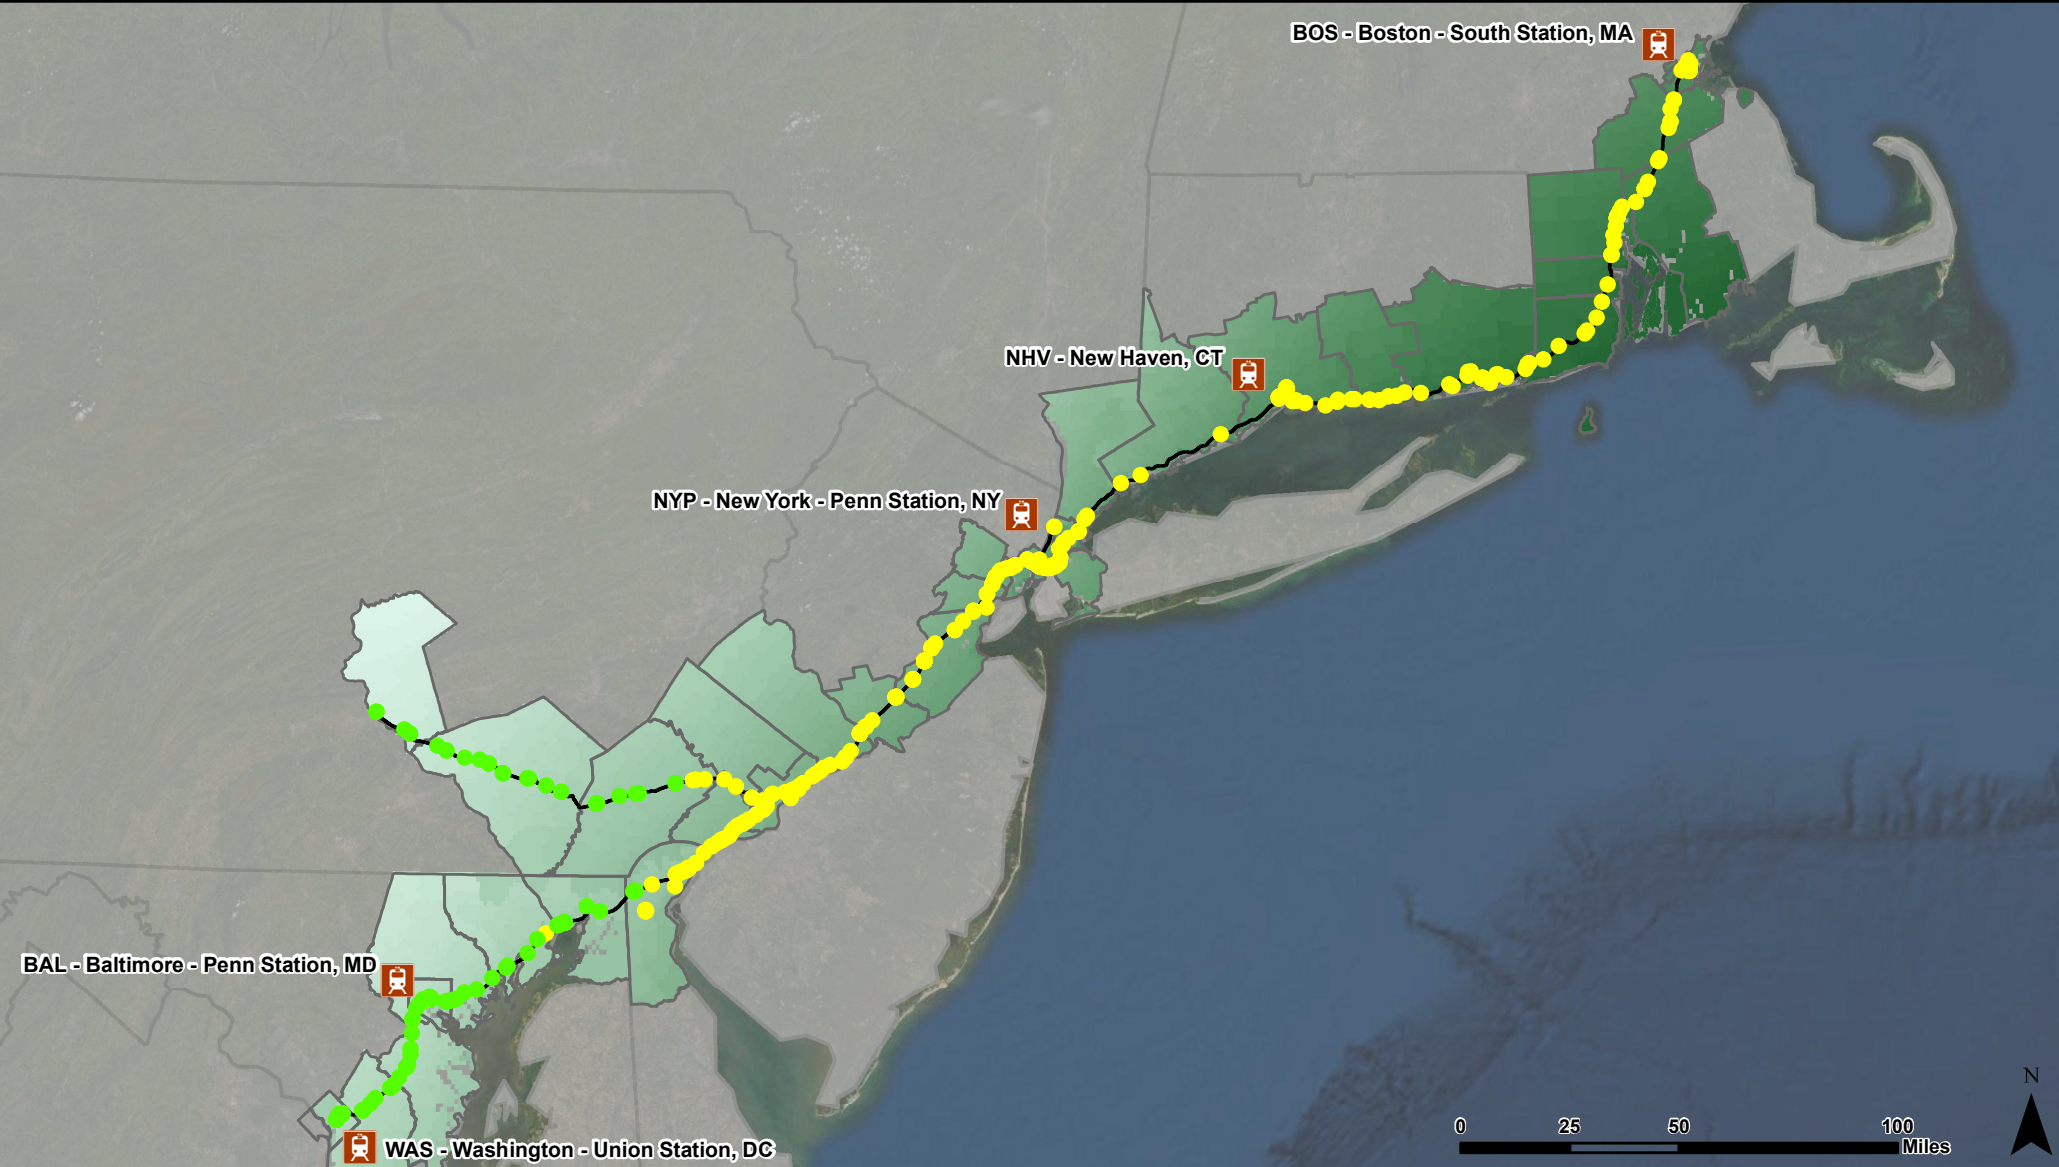 BOS - Boston - South Station, MA
NHV - New Haven, CT
NYP - New York - Penn Station, NY
BAL - Baltimore - Penn Station, MD
WAS - Washington - Union Station, DC
N
0 25 50 100
Miles